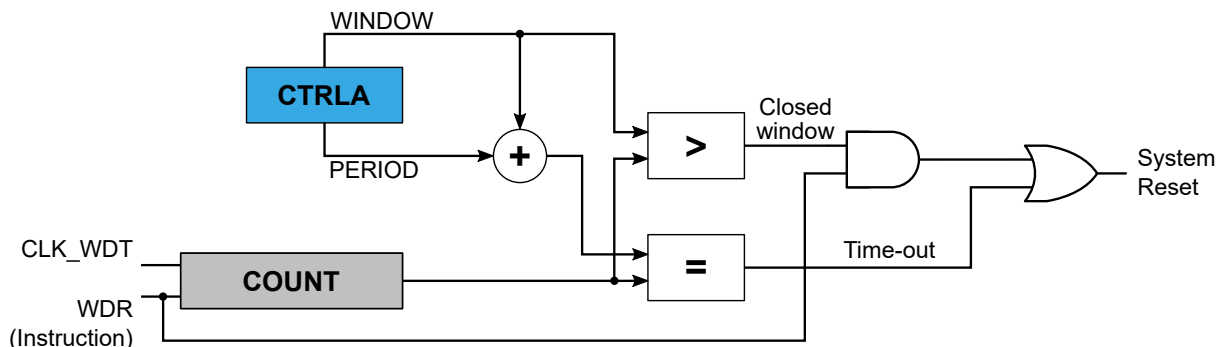 WINDOW
CTRLA
PERIOD
+
>
Closed
window
System
Reset
CLK_WDT
COUNT
=
Time-out
WDR
(Instruction)